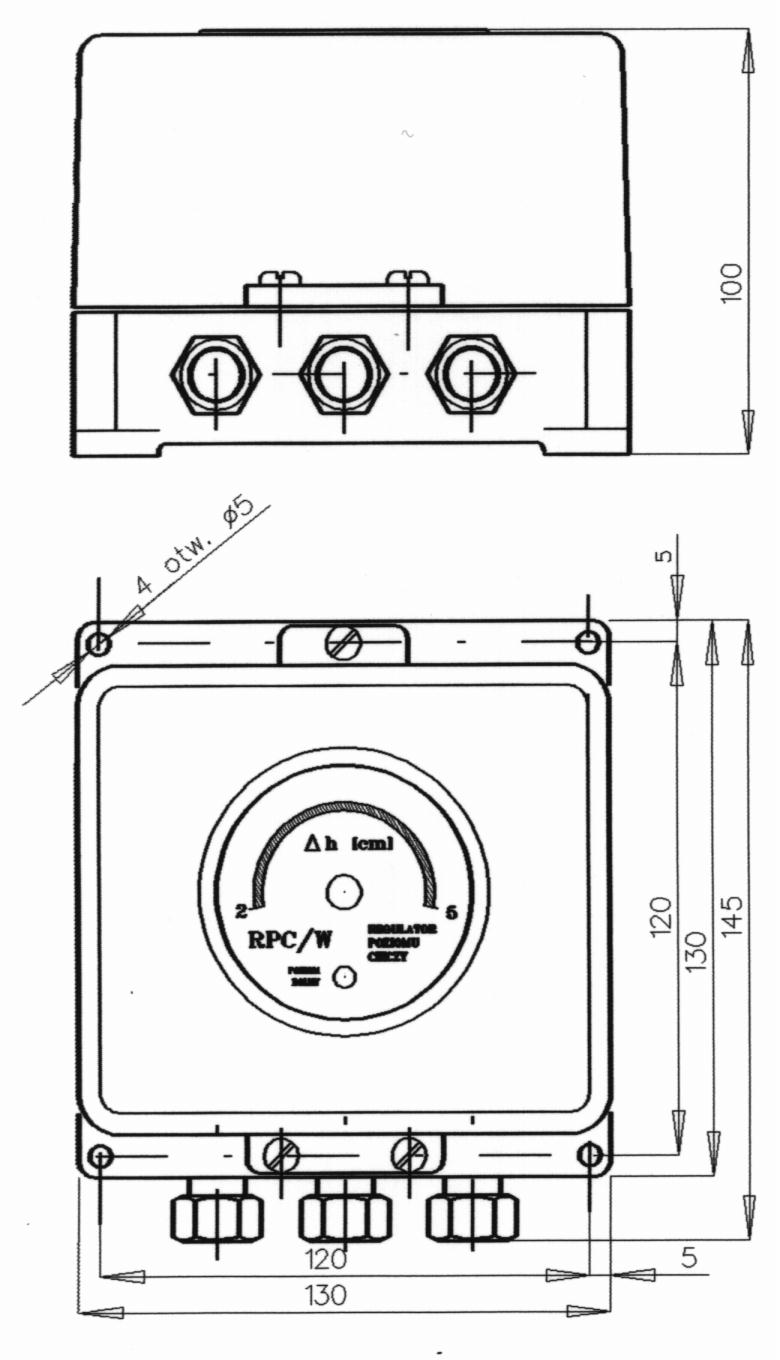 100
4 otw. ø5
5
Δh [cm]
2
5
RPC/W
REGULATOR
POZIOMU
CIECZY
120
130
145
120
5
130